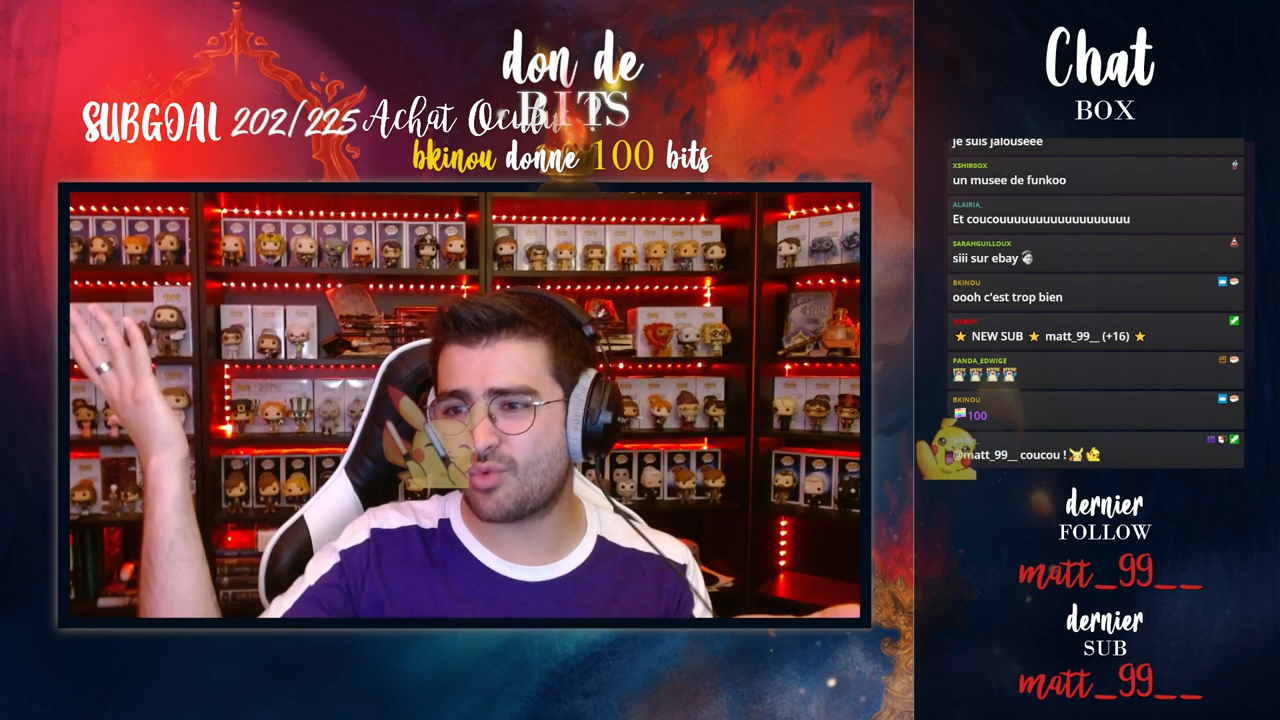 don de
BITS
SUBGOAL 202/225 Achat
bkinou donne 100 bits
Chat
BOX
je suis jalouseee
XSHIR0OX
un musee de funkoo
ALAIRIA_
Et coucouuuuuuuuuuuuuuuuuu
SARAHGUILLOUX
siii sur ebay
BKINOU
oooh c'est trop bien
★ NEW SUB ★ matt_99__ (+16) ★
PANDA_EDWIGE
BKINOU
100
@matt_99__ coucou !
dernier
FOLLOW
matt_99__
dernier
SUB
matt_99__